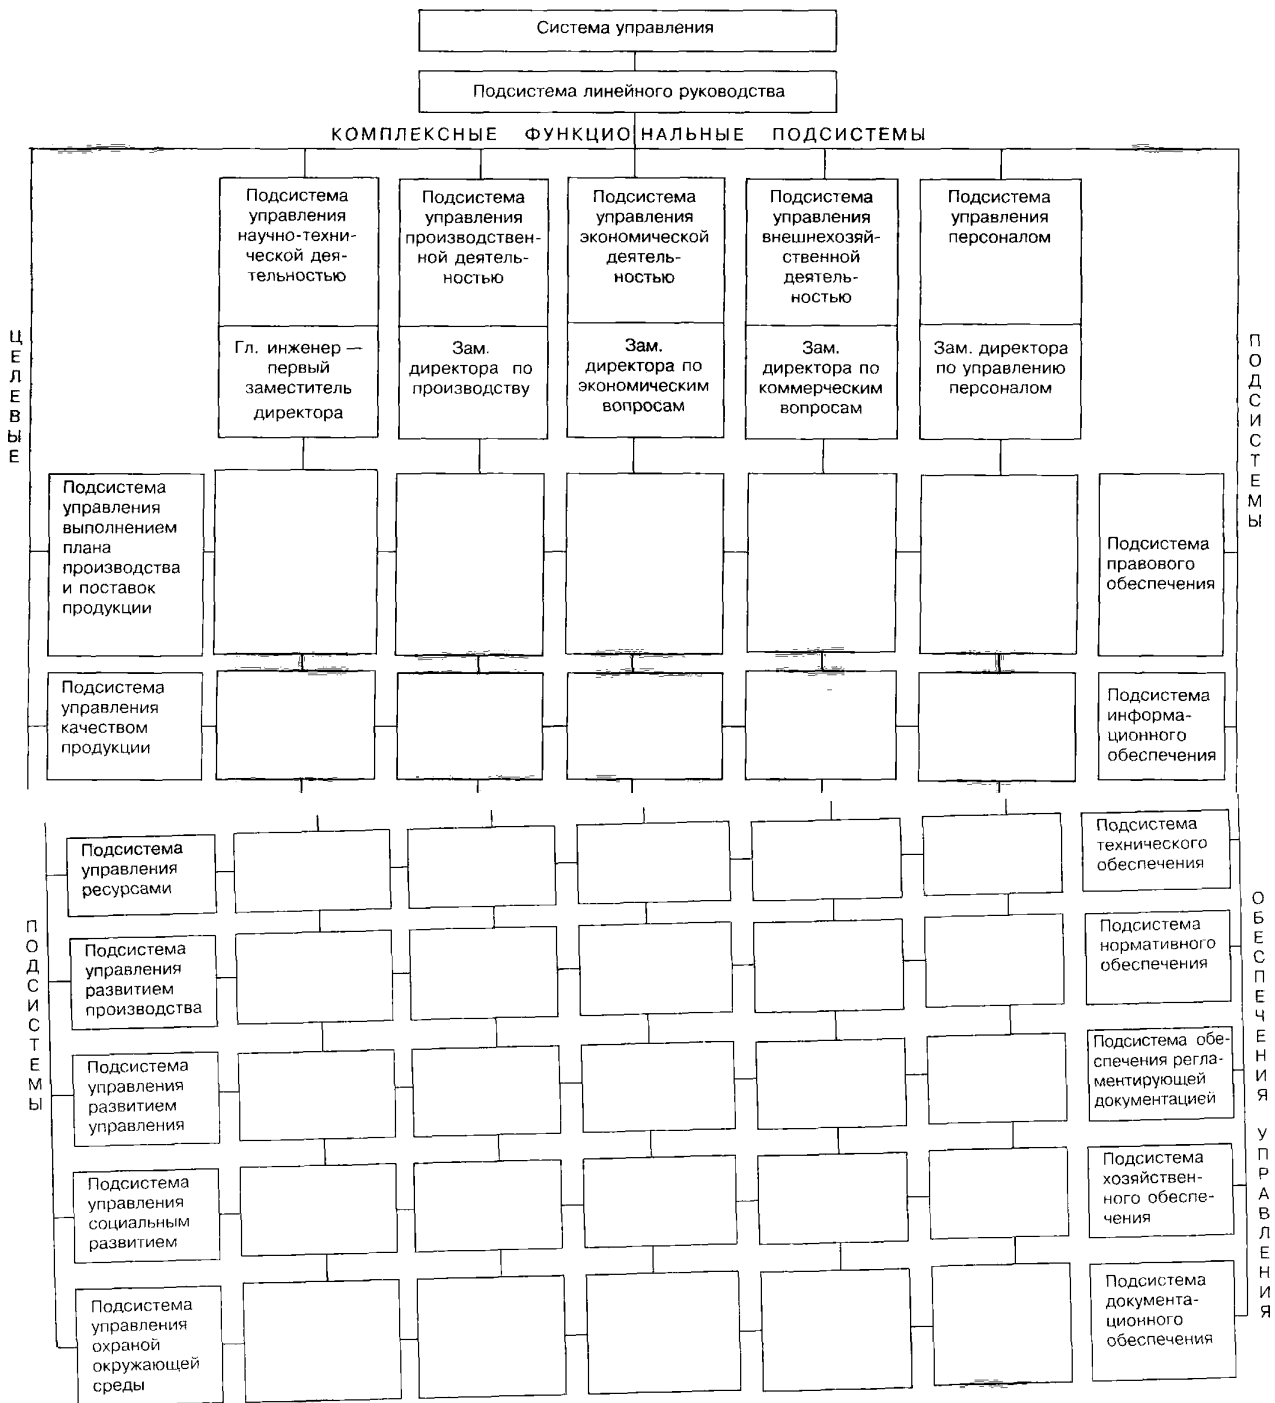 Система управления
Подсистема линейного руководства
КОМПЛЕКСНЫЕ ФУНКЦИОНАЛЬНЫЕ ПОДСИСТЕМЫ
Подсистема
управления
научно-техни-
ческой дея-
тельностью
Подсистема
управления
производствен-
ной деятель-
ностью
Подсистема
управления
экономической
деятель-
ностью
Подсистема
управления
внешнехозяй-
ственной
деятель-
ностью
Подсистема
управления
персоналом
Гл. инженер —
первый
заместитель
директора
Зам.
директора по
производству
Зам.
директора по
экономическим
вопросам
Зам.
директора по
коммерческим
вопросам
Зам. директора
по управлению
персоналом
ЦЕЛЕВЫЕ
ПОДСИСТЕМЫ
Подсистема
управления
выполнением
плана
производства
и поставок
продукции
Подсистема
правового
обеспечения
Подсистема
управления
качеством
продукции
Подсистема
информа-
ционного
обеспечения
Подсистема
управления
ресурсами
Подсистема
технического
обеспечения
ПОДСИСТЕМЫ
ОБЕСПЕЧЕНИЯ УПРАВЛЕНИЯ
Подсистема
управления
развитием
производства
Подсистема
нормативного
обеспечения
Подсистема
управления
развитием
управления
Подсистема обе-
спечения регла-
ментирующей
документацией
Подсистема
управления
социальным
развитием
Подсистема
хозяйствен-
ного обеспе-
чения
Подсистема
управления
охраной
окружающей
среды
Подсистема
документа-
ционного
обеспечения